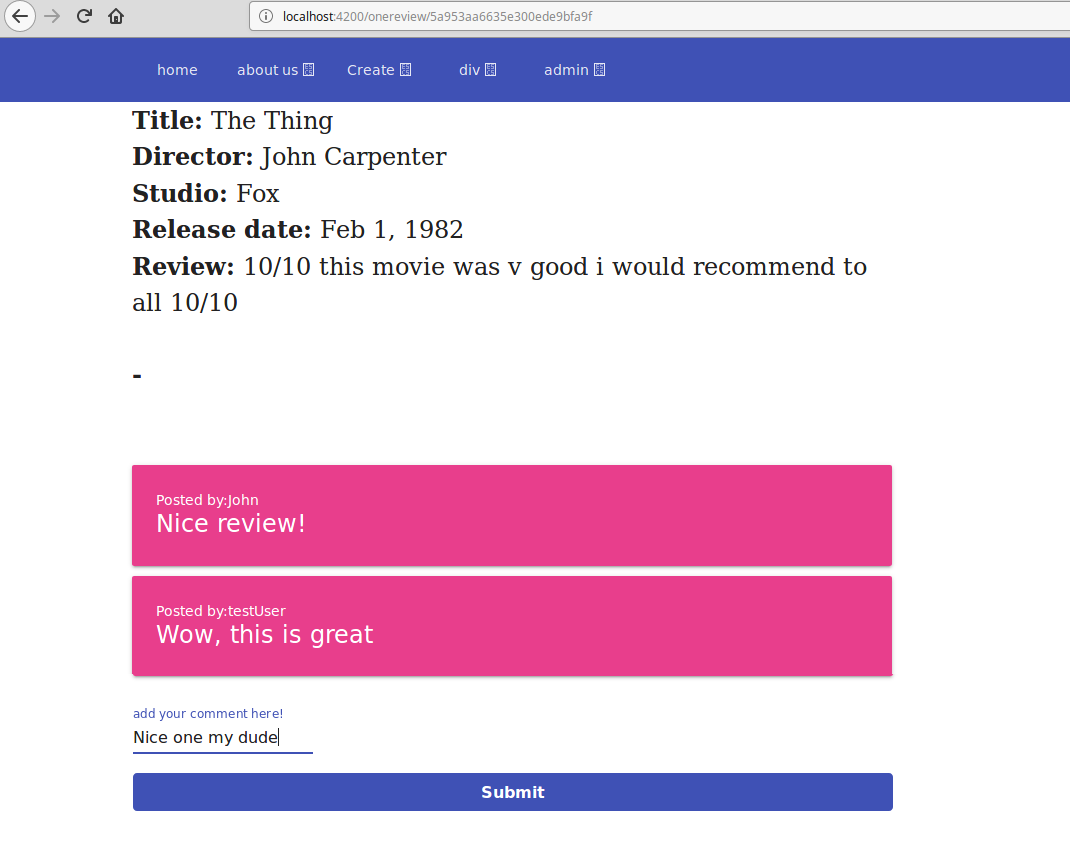 localhost:4200/onereview/5a953aa6635e300ede9bfa9f
home about us Create div admin
Title: The Thing
Director: John Carpenter
Studio: Fox
Release date: Feb 1, 1982
Review: 10/10 this movie was v good i would recommend to
all 10/10
-
Posted by:John
Nice review!
Posted by:testUser
Wow, this is great
add your comment here!
Nice one my dude
Submit